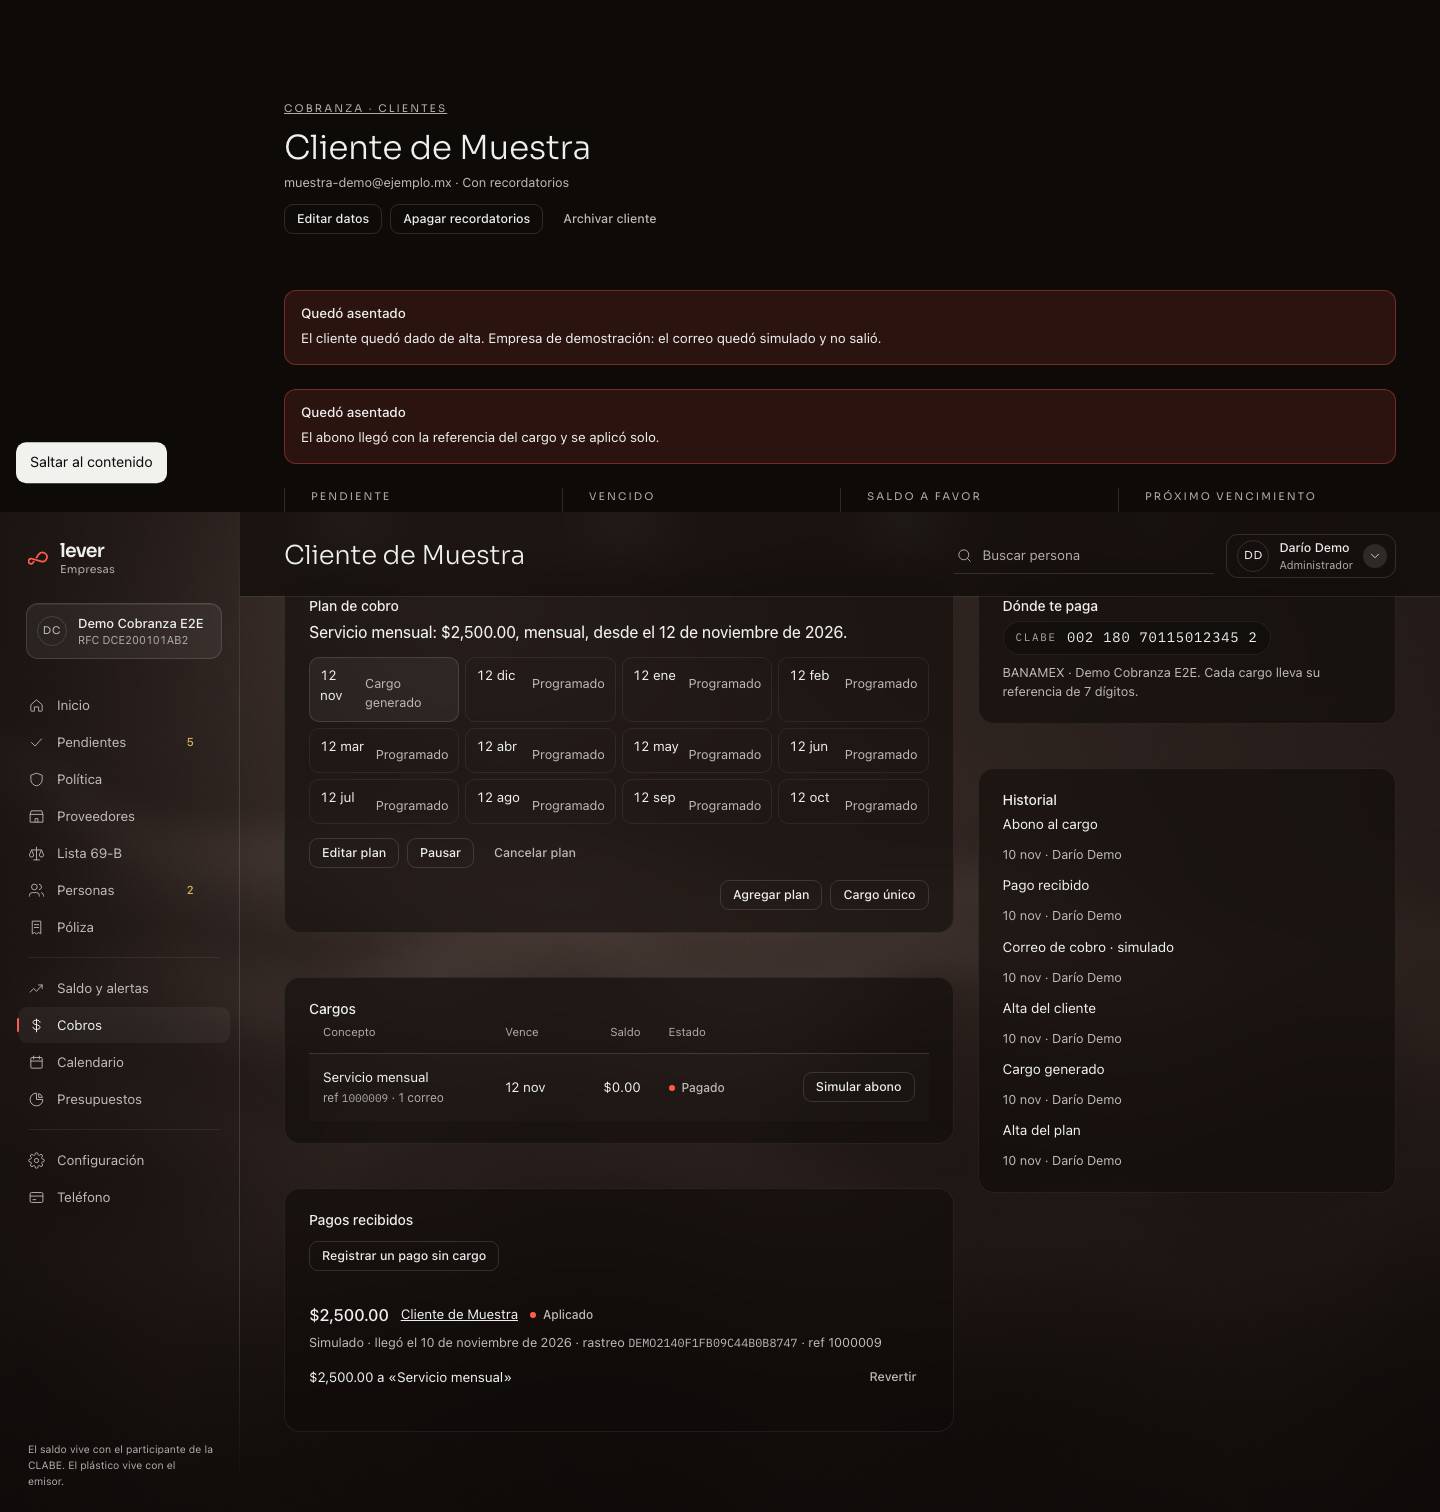 COBRANZA · CLIENTES
Cliente de Muestra
muestra-demo@ejemplo.mx · Con recordatorios
Editar datos
Apagar recordatorios
Archivar cliente
Quedó asentado
El cliente quedó dado de alta. Empresa de demostración: el correo quedó simulado y no salió.
Quedó asentado
El abono llegó con la referencia del cargo y se aplicó solo.
Saltar al contenido
PENDIENTE
VENCIDO
SALDO A FAVOR
PRÓXIMO VENCIMIENTO
lever
Empresas
Cliente de Muestra
Buscar persona
DD
Darío Demo
Administrador
DC
Demo Cobranza E2E
RFC DCE200101AB2
Inicio
Pendientes 5
Política
Proveedores
Lista 69-B
Personas 2
Póliza
Saldo y alertas
Cobros
Calendario
Presupuestos
Configuración
Teléfono
El saldo vive con el participante de la
CLABE. El plástico vive con el
emisor.
Plan de cobro
Servicio mensual: $2,500.00, mensual, desde el 12 de noviembre de 2026.
12
nov
Cargo
generado
12 dic Programado
12 ene Programado
12 feb Programado
12 mar Programado
12 abr Programado
12 may Programado
12 jun Programado
12 jul Programado
12 ago Programado
12 sep Programado
12 oct Programado
Editar plan
Pausar
Cancelar plan
Agregar plan
Cargo único
Cargos
Concepto Vence Saldo Estado
Servicio mensual
ref 1000009 · 1 correo
12 nov
$0.00
Pagado
Simular abono
Pagos recibidos
Registrar un pago sin cargo
$2,500.00 Cliente de Muestra Aplicado
Simulado · llegó el 10 de noviembre de 2026 · rastreo DEMO2140F1FB09C44B0B8747 · ref 1000009
$2,500.00 a «Servicio mensual»
Revertir
Dónde te paga
CLABE 002 180 70115012345 2
BANAMEX · Demo Cobranza E2E. Cada cargo lleva su
referencia de 7 dígitos.
Historial
Abono al cargo
10 nov · Darío Demo
Pago recibido
10 nov · Darío Demo
Correo de cobro · simulado
10 nov · Darío Demo
Alta del cliente
10 nov · Darío Demo
Cargo generado
10 nov · Darío Demo
Alta del plan
10 nov · Darío Demo